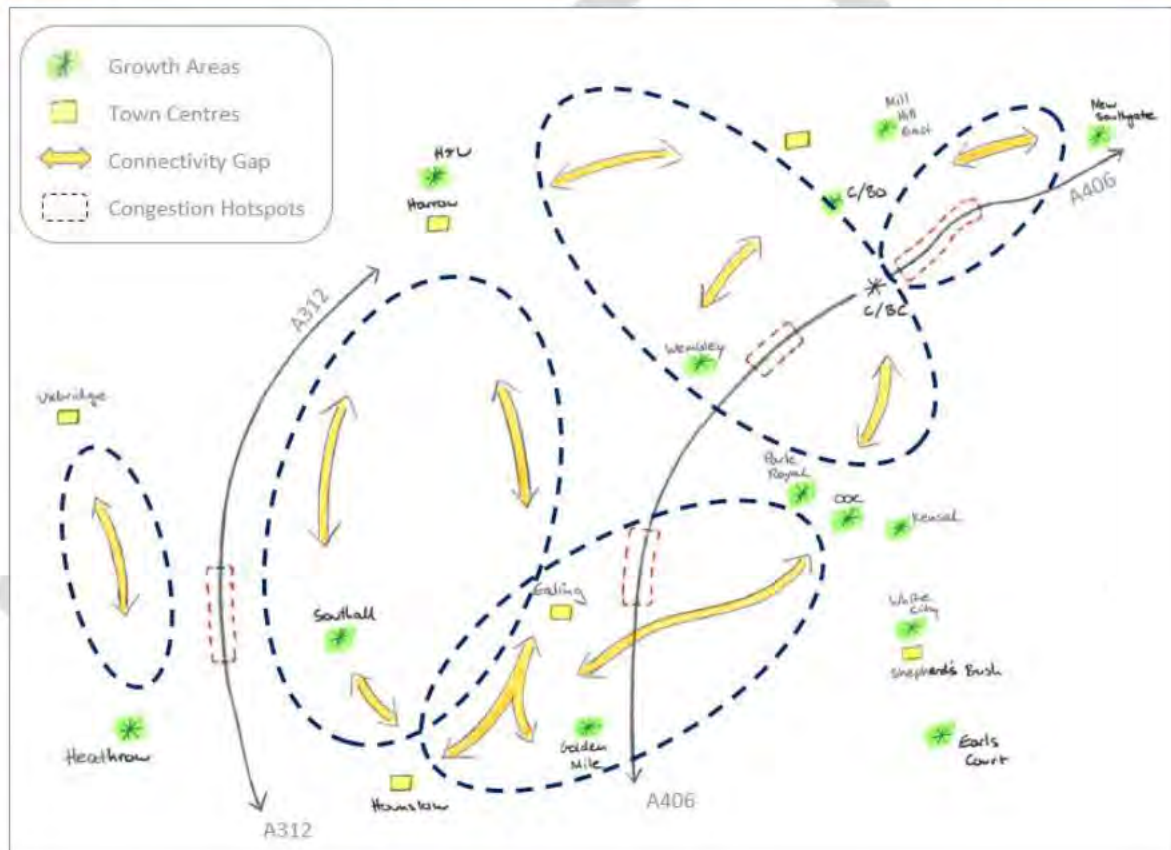 Growth Areas
Town Centres
Connectivity Gap
Congestion Hotspots
Mill
Hill
East
New
Southgate
A406
H&W
Harrow
C/BO
C/BC
A312
Wembley
Uxbridge
Park
Royal
OOC
Kensal
Ealing
White
City
Shepherd's Bush
Southall
Golden
Mile
Earls
Court
Heathrow
Hounslow
A312
A406